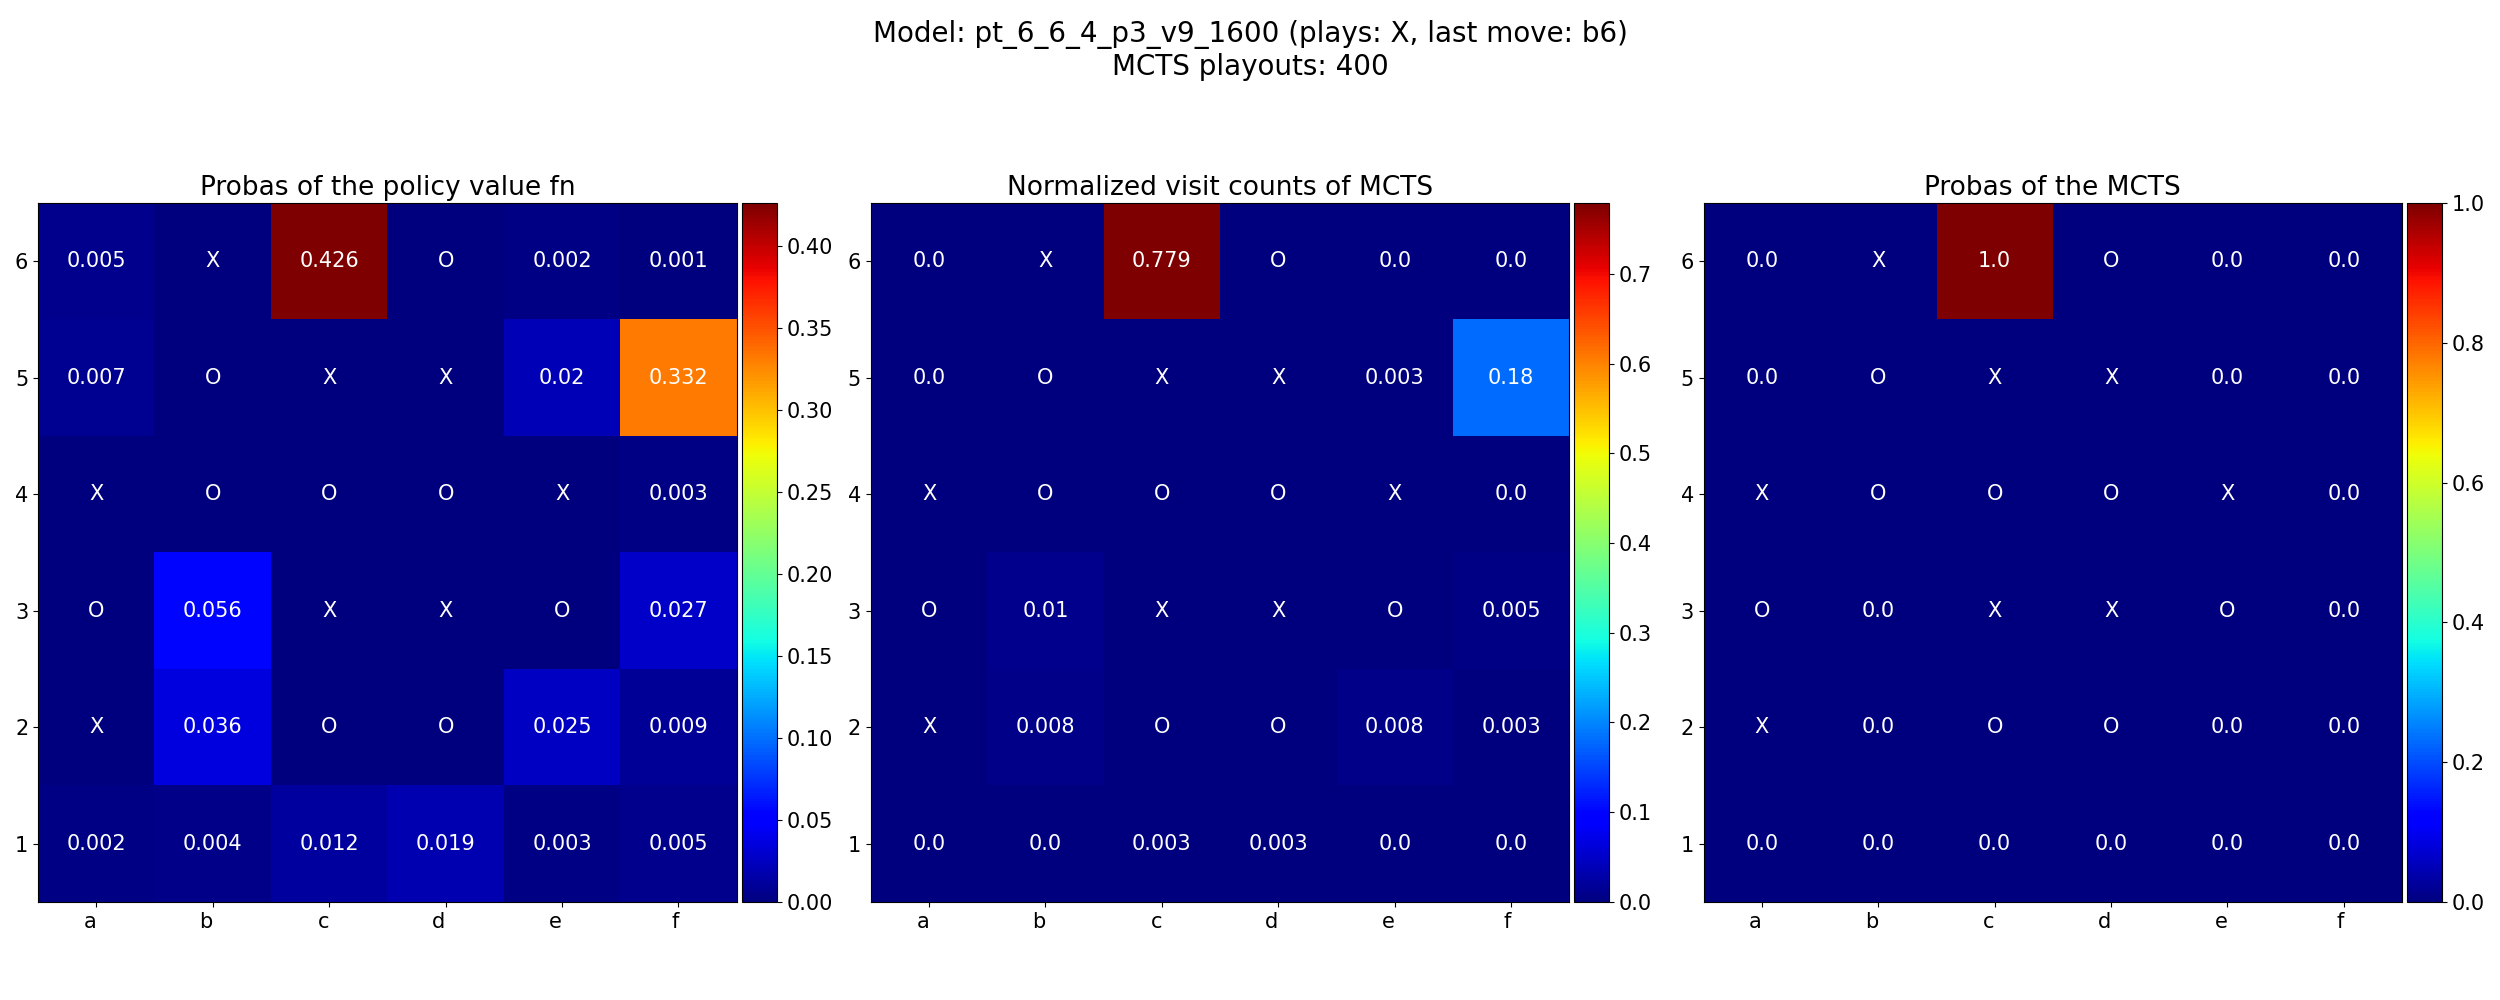 Model: pt_6_6_4_p3_v9_1600 (plays: X, last move: b6)
MCTS playouts: 400
Probas of the policy value fn
6 0.005 X 0.426 O 0.002 0.001
5 0.007 O X X 0.02 0.332
4 X O O O X 0.003
3 O 0.056 X X O 0.027
2 X 0.036 O O 0.025 0.009
1 0.002 0.004 0.012 0.019 0.003 0.005
a b c d e f
0.40
0.35
0.30
0.25
0.20
0.15
0.10
0.05
0.00
Normalized visit counts of MCTS
6 0.0 X 0.779 O 0.0 0.0
5 0.0 O X X 0.003 0.18
4 X O O O X 0.0
3 O 0.01 X X O 0.005
2 X 0.008 O O 0.008 0.003
1 0.0 0.0 0.003 0.003 0.0 0.0
a b c d e f
0.7
0.6
0.5
0.4
0.3
0.2
0.1
0.0
Probas of the MCTS
6 0.0 X 1.0 O 0.0 0.0
5 0.0 O X X 0.0 0.0
4 X O O O X 0.0
3 O 0.0 X X O 0.0
2 X 0.0 O O 0.0 0.0
1 0.0 0.0 0.0 0.0 0.0 0.0
a b c d e f
1.0
0.8
0.6
0.4
0.2
0.0